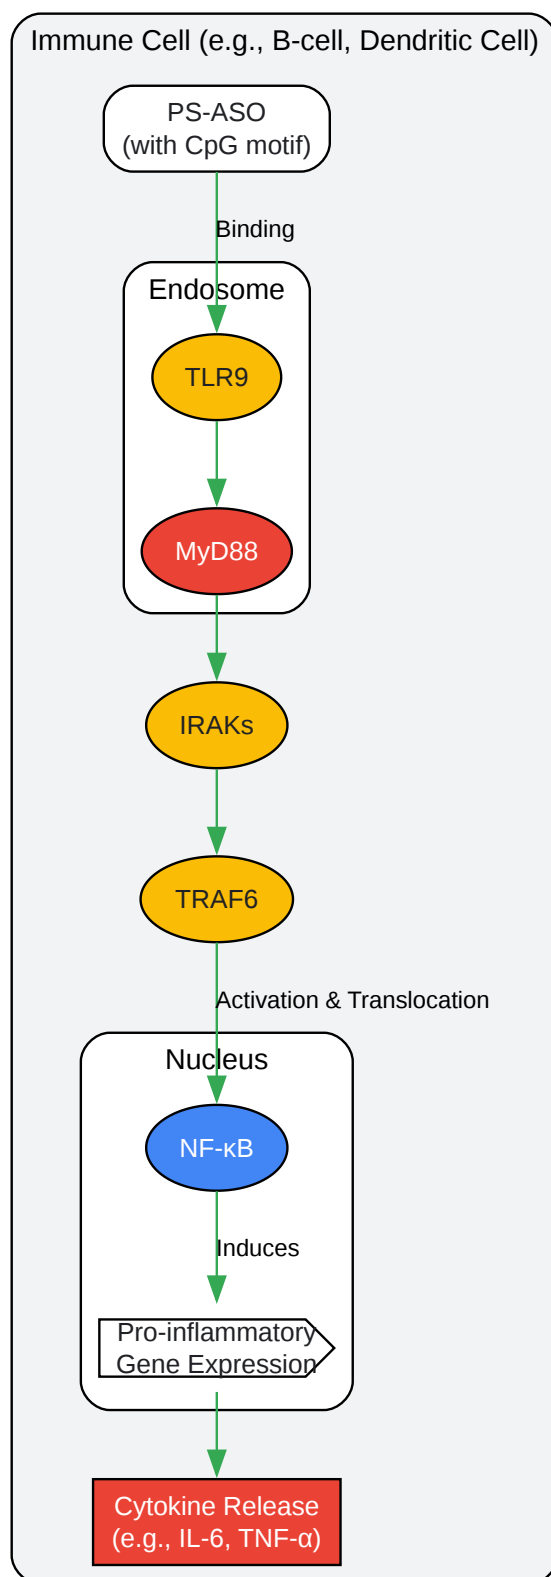 Immune Cell (e.g., B-cell, Dendritic Cell)
PS-ASO
(with CpG motif)
Binding
Endosome
TLR9
MyD88
IRAKs
TRAF6
Activation & Translocation
Nucleus
NF-κB
Induces
Pro-inflammatory
Gene Expression
Cytokine Release
(e.g., IL-6, TNF-α)